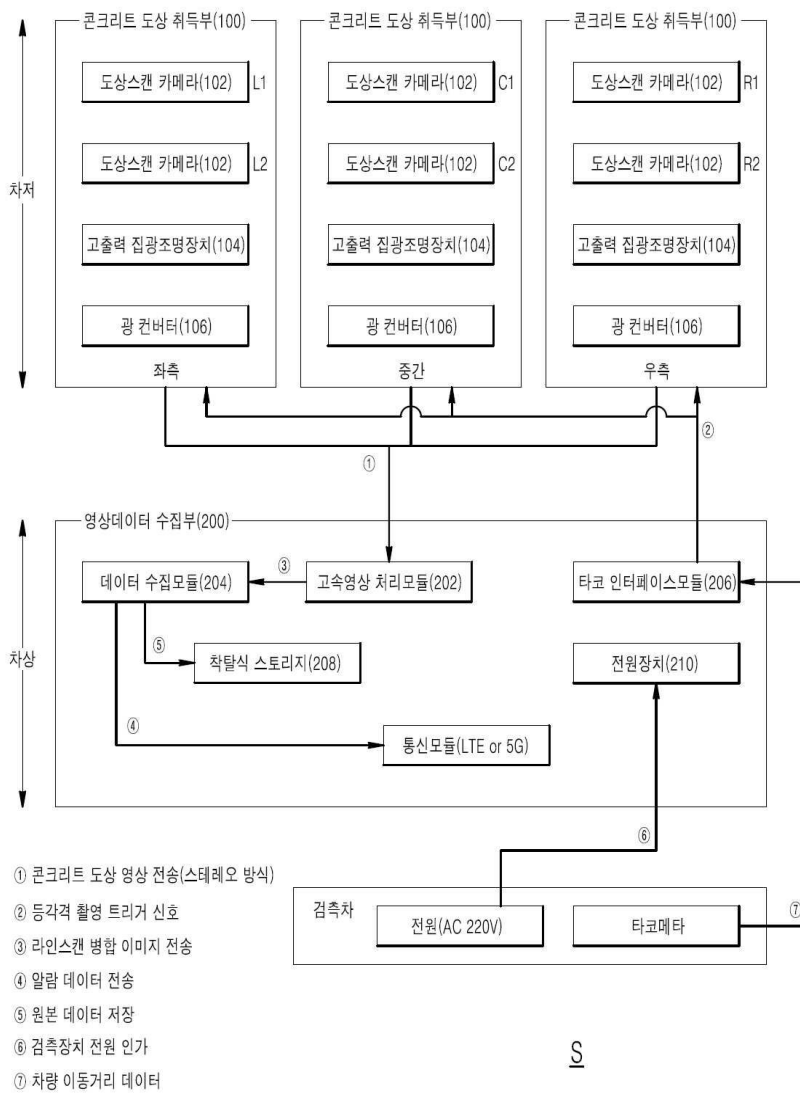 콘크리트 도상 취득부(100)
도상스캔 카메라(102) L1
도상스캔 카메라(102) L2
고출력 집광조명장치(104)
광 컨버터(106)
좌측
콘크리트 도상 취득부(100)
도상스캔 카메라(102) C1
도상스캔 카메라(102) C2
고출력 집광조명장치(104)
광 컨버터(106)
중간
콘크리트 도상 취득부(100)
도상스캔 카메라(102) R1
도상스캔 카메라(102) R2
고출력 집광조명장치(104)
광 컨버터(106)
우측
차저
①
②
영상데이터 수집부(200)
데이터 수집모듈(204)
③
고속영상 처리모듈(202)
타코 인터페이스모듈(206)
⑤
착탈식 스토리지(208)
전원장치(210)
차상
④
통신모듈(LTE or 5G)
⑥
검측차
전원(AC 220V)
타코메타
⑦
① 콘크리트 도상 영상 전송(스테레오 방식)
② 등각격 촬영 트리거 신호
③ 라인스캔 병합 이미지 전송
④ 알람 데이터 전송
⑤ 원본 데이터 저장
⑥ 검측장치 전원 인가
⑦ 차량 이동거리 데이터
S